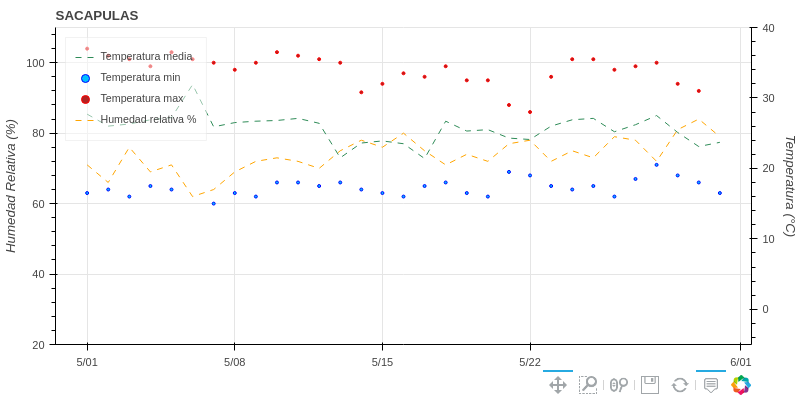 SACAPULAS
Temperatura media
Temperatura min
Temperatura max
Humedad relativa %
Humedad Relativa (%)
100
80
60
40
20
Temperatura (°C)
40
30
20
10
0
5/01
5/08
5/15
5/22
6/01